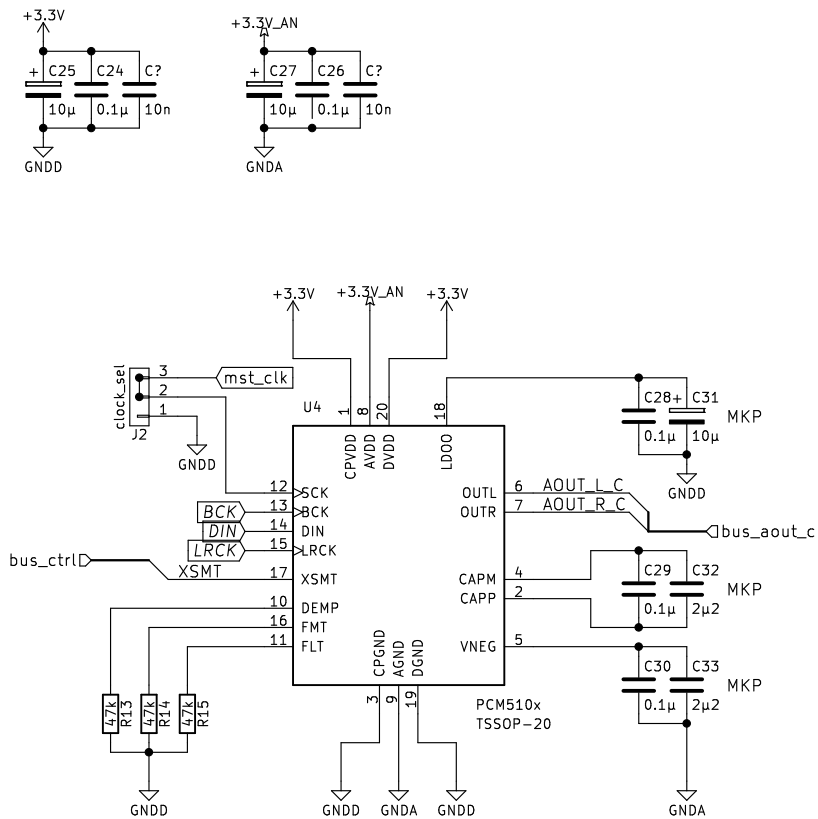 +3.3V +3.3V_AN
+ C25 C24 C? + C27 C26 C?
10µ 0.1µ 10n 10µ 0.1µ 10n
GNDD GNDA
+3.3V +3.3V_AN +3.3V
clock_sel 3 mst_clk
2
1
J2
GNDD
U4
1 8 20 18
CPVDD AVDD DVDD LDOO
C28 + C31 MKP
0.1µ 10µ
GNDD
12 SCK OUTL 6 AOUT_L_C
BCK 13 BCK OUTR 7 AOUT_R_C
DIN 14 DIN bus_aout_c
LRCK 15 LRCK
bus_ctrl XSMT 17 XSMT CAPM 4 C29 C32 MKP
10 DEMP CAPP 2 0.1µ 2µ2
16 FMT
11 FLT VNEG 5
CPGND AGND DGND
3 9 19
C30 C33 MKP
0.1µ 2µ2
47k R13 47k R14 47k R15
PCM510x
TSSOP-20
GNDD GNDD GNDA GNDD GNDA